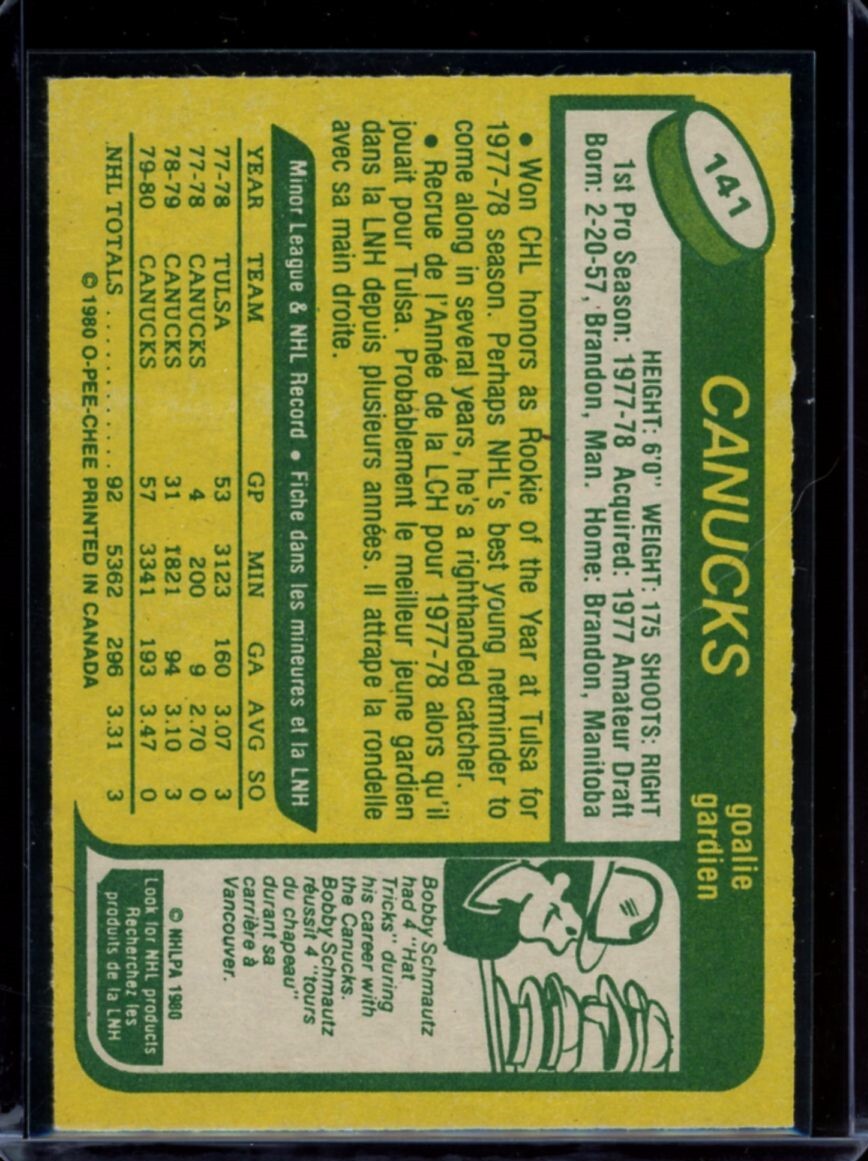 141
CANUCKS
goalie
gardien
HEIGHT: 6'0" WEIGHT: 175 SHOOTS: RIGHT
1st Pro Season: 1977-78 Acquired: 1977 Amateur Draft
Born: 2-20-57, Brandon, Man. Home: Brandon, Manitoba
• Won CHL honors as Rookie of the Year at Tulsa for
1977-78 season. Perhaps NHL's best young netminder to
come along in several years, he's a righthanded catcher.
• Recrue de l'Année de la LCH pour 1977-78 alors qu'il
jouait pour Tulsa. Probablement le meilleur jeune gardien
dans la LNH depuis plusieurs années. Il attrape la rondelle
avec sa main droite.
Minor League & NHL Record • Fiche dans les mineures et la LNH
YEAR TEAM GP MIN GA AVG SO
77-78 TULSA 53 3123 160 3.07 3
77-78 CANUCKS 4 200 9 2.70 0
78-79 CANUCKS 31 1821 94 3.10 3
79-80 CANUCKS 57 3341 193 3.47 0
NHL TOTALS .......... 92 5362 296 3.31 3
© 1980 O-PEE-CHEE PRINTED IN CANADA
Bobby Schmautz
had 4 "Hat
Tricks" during
his career with
the Canucks.
Bobby Schmautz
réussit 4 "tours
du chapeau"
durant sa
carrière à
Vancouver.
© NHLPA 1980
Look for NHL products
Recherchez les
produits de la LNH